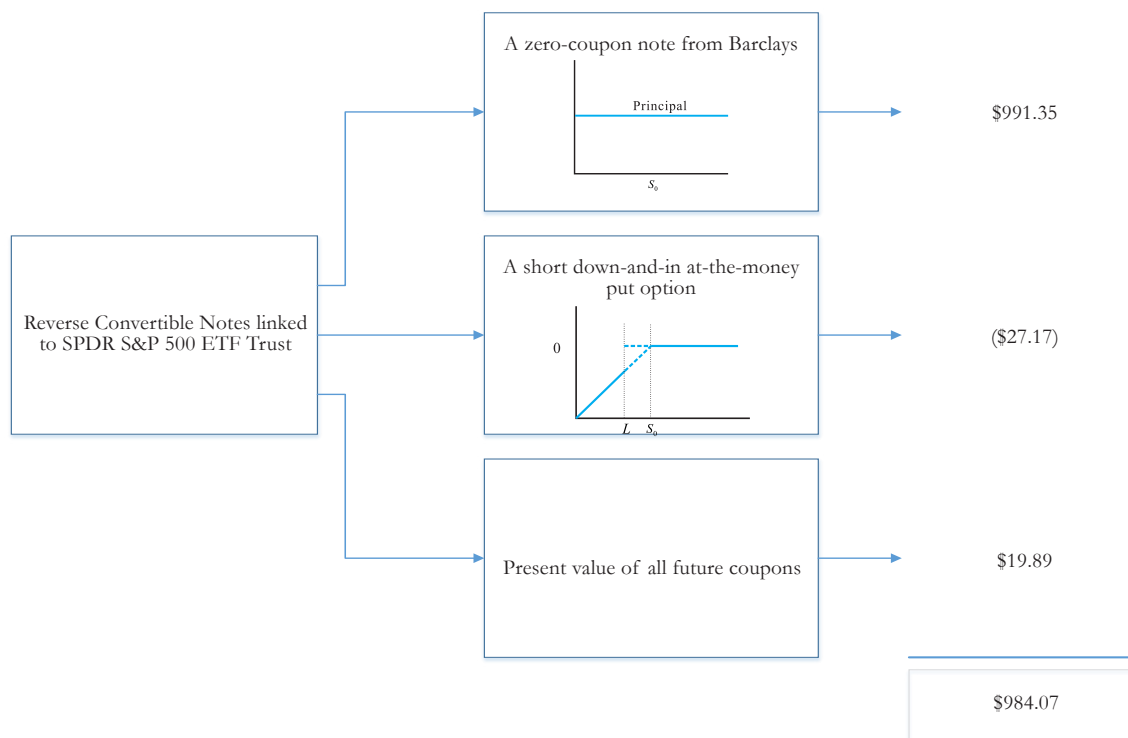 A zero-coupon note from Barclays
Principal
S₀
$991.35
Reverse Convertible Notes linked
to SPDR S&P 500 ETF Trust
A short down-and-in at-the-money
put option
0
L S₀
($27.17)
Present value of all future coupons
$19.89
$984.07